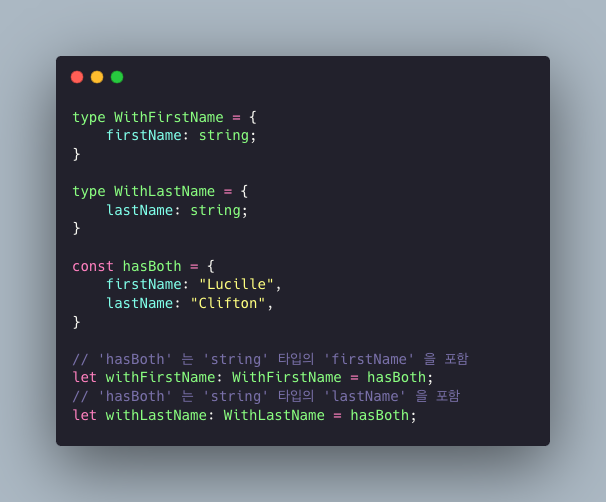 type WithFirstName = {
    firstName: string;
}
type WithLastName = {
    lastName: string;
}
const hasBoth = {
    firstName: "Lucille",
    lastName: "Clifton",
}
// 'hasBoth' 는 'string' 타입의 'firstName' 을 포함
let withFirstName: WithFirstName = hasBoth;
// 'hasBoth' 는 'string' 타입의 'lastName' 을 포함
let withLastName: WithLastName = hasBoth;